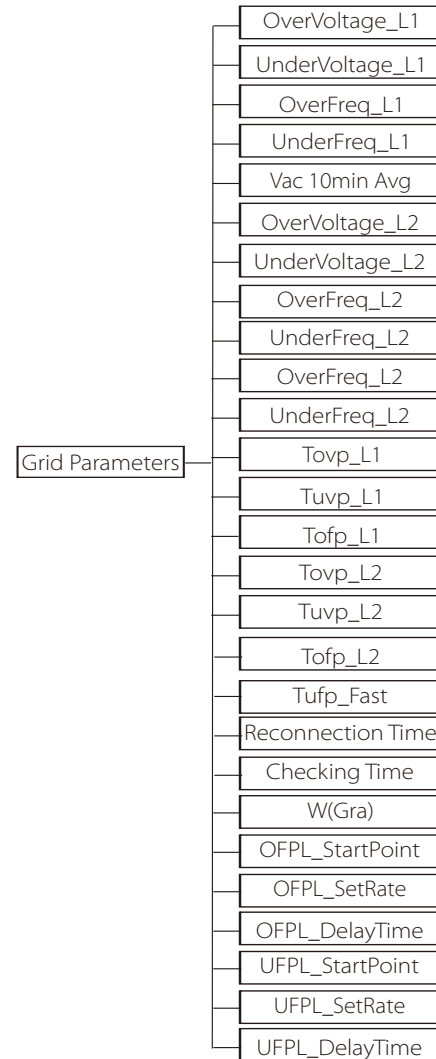 OverVoltage_L1
UnderVoltage_L1
OverFreq_L1
UnderFreq_L1
Vac 10min Avg
OverVoltage_L2
UnderVoltage_L2
OverFreq_L2
UnderFreq_L2
OverFreq_L2
UnderFreq_L2
Grid Parameters
Tovp_L1
Tuvp_L1
Tofp_L1
Tovp_L2
Tuvp_L2
Tofp_L2
Tufp_Fast
Reconnection Time
Checking Time
W(Gra)
OFPL_StartPoint
OFPL_SetRate
OFPL_DelayTime
UFPL_StartPoint
UFPL_SetRate
UFPL_DelayTime